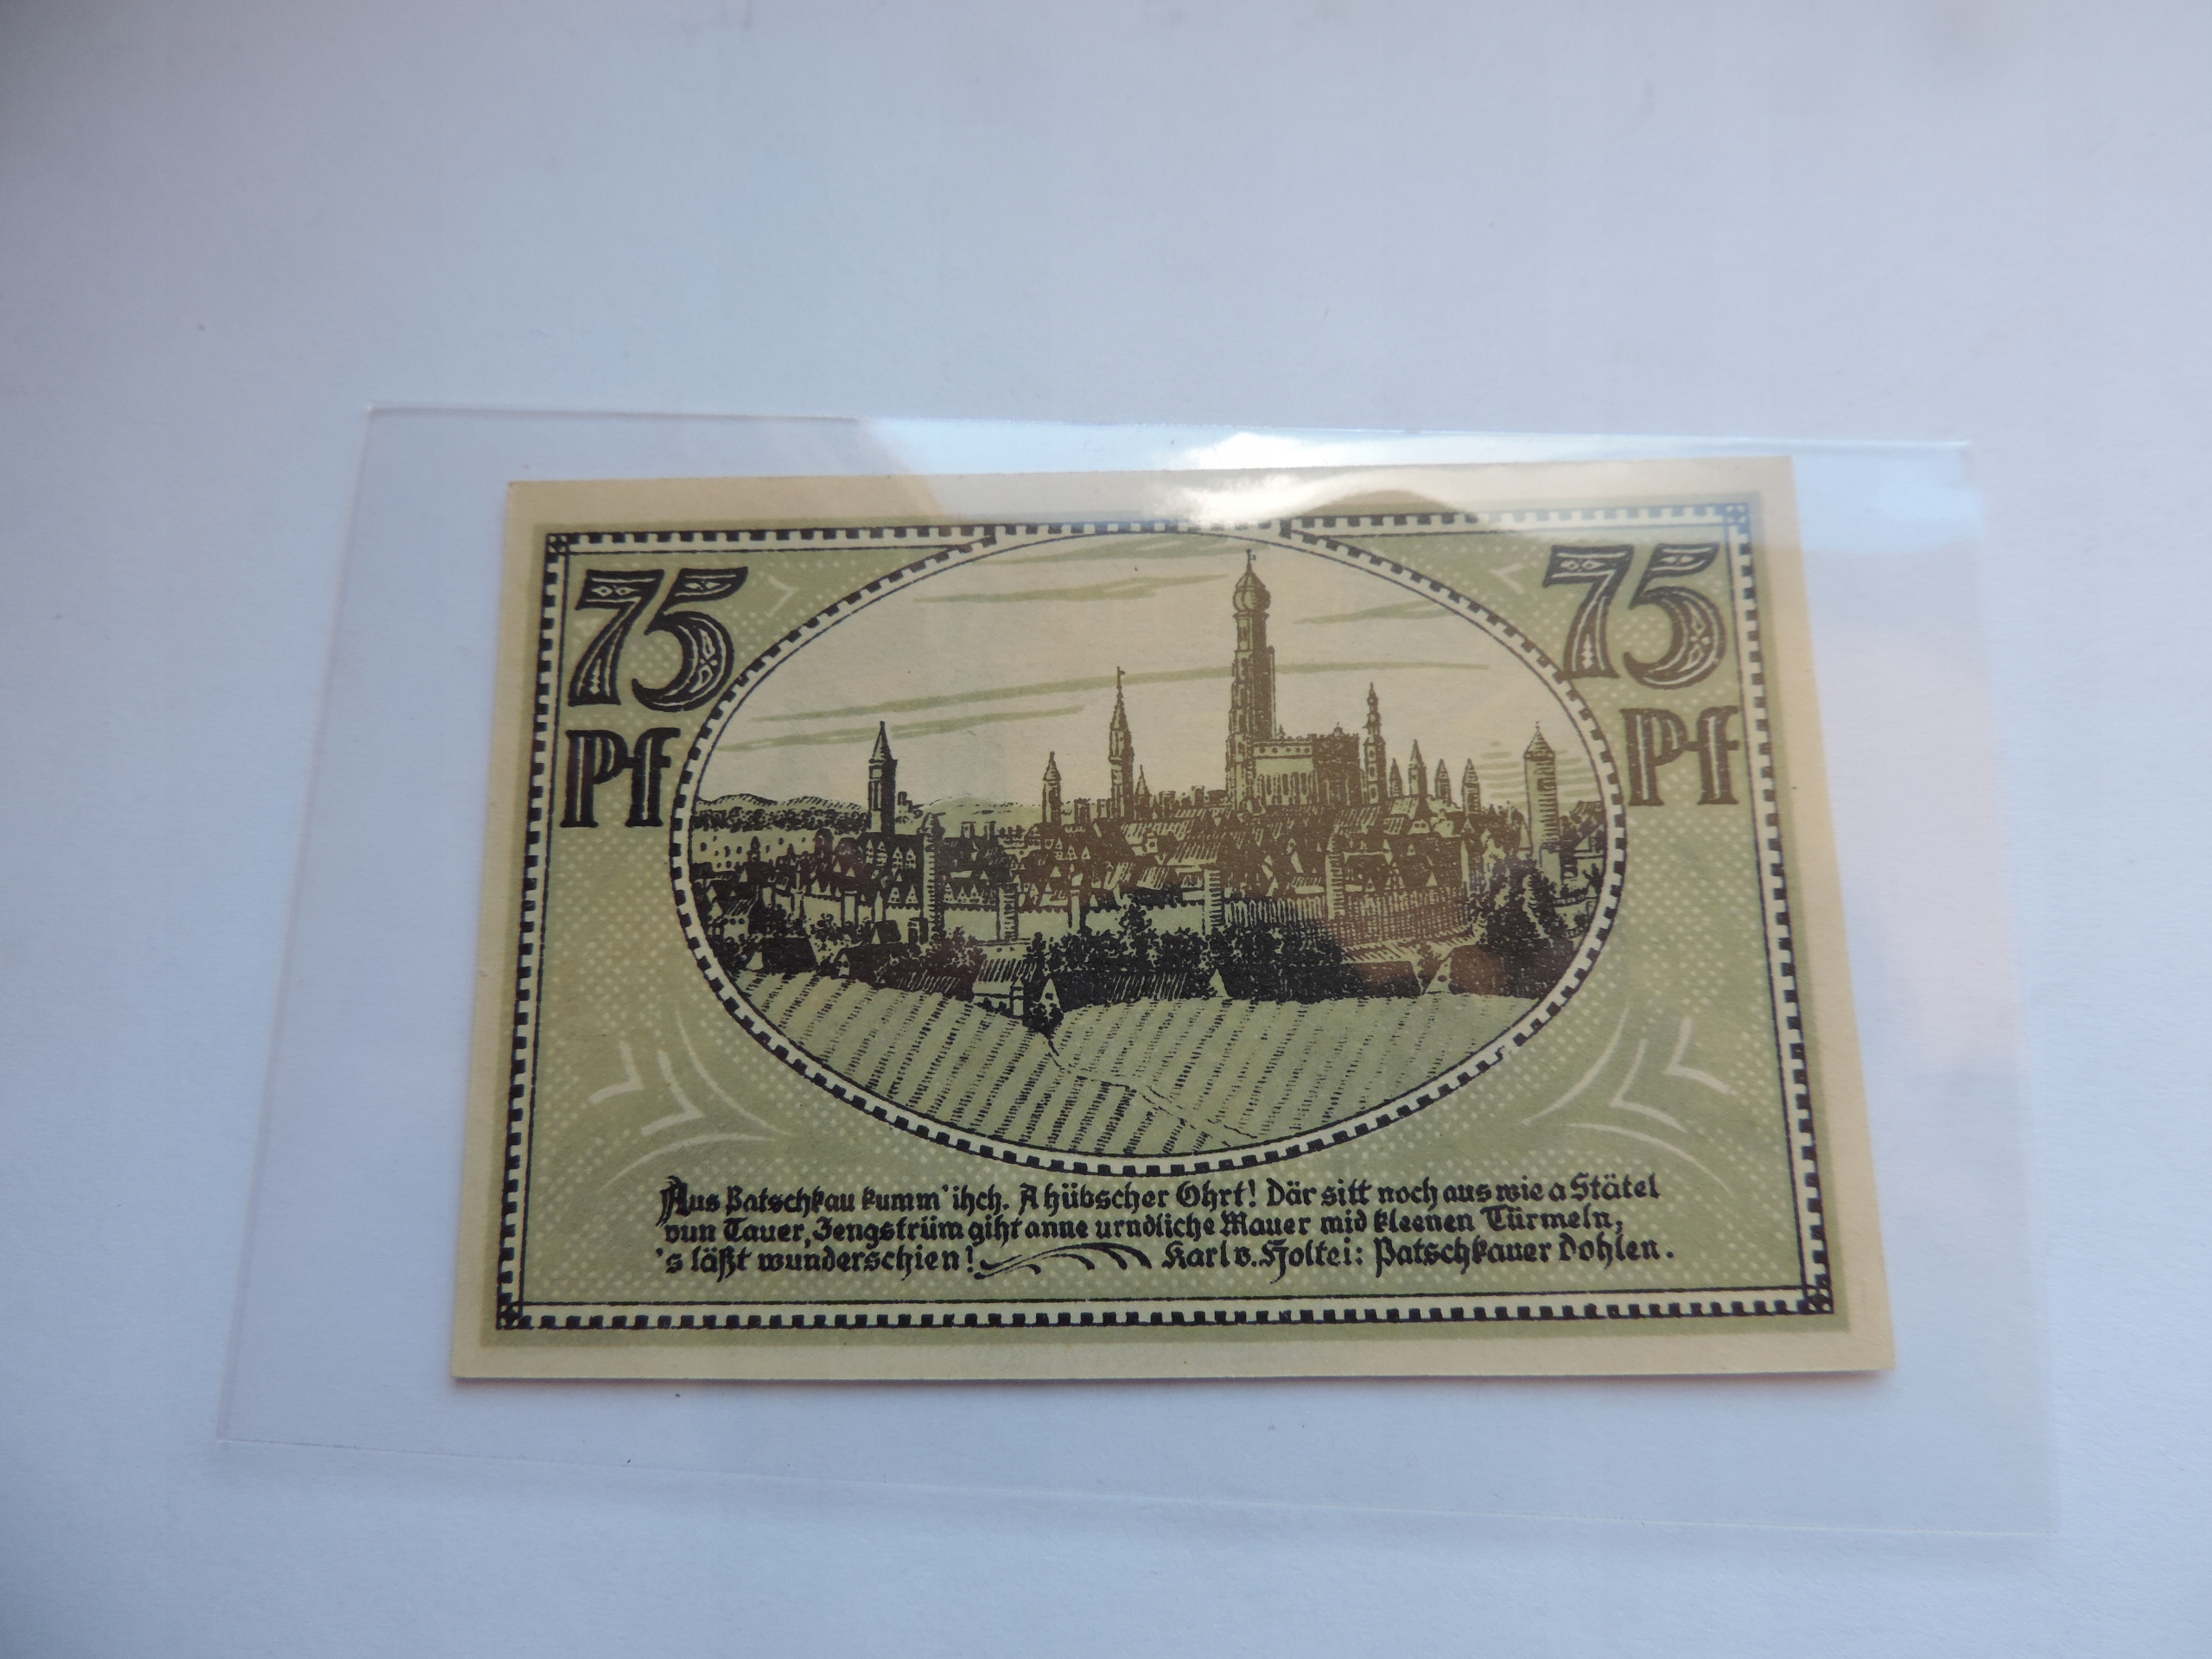 75 75
Pf Pf
Aus Patschkau kumm' ihch. A hübscher Ohrt! Där sitt noch aus wie a Stätel
vun Tauer, Jengstrüm giht anne urndliche Mauer mid kleenen Türmeln,
's läßt wunderschien! Karl v. Holtei: Patschkauer Dohlen.